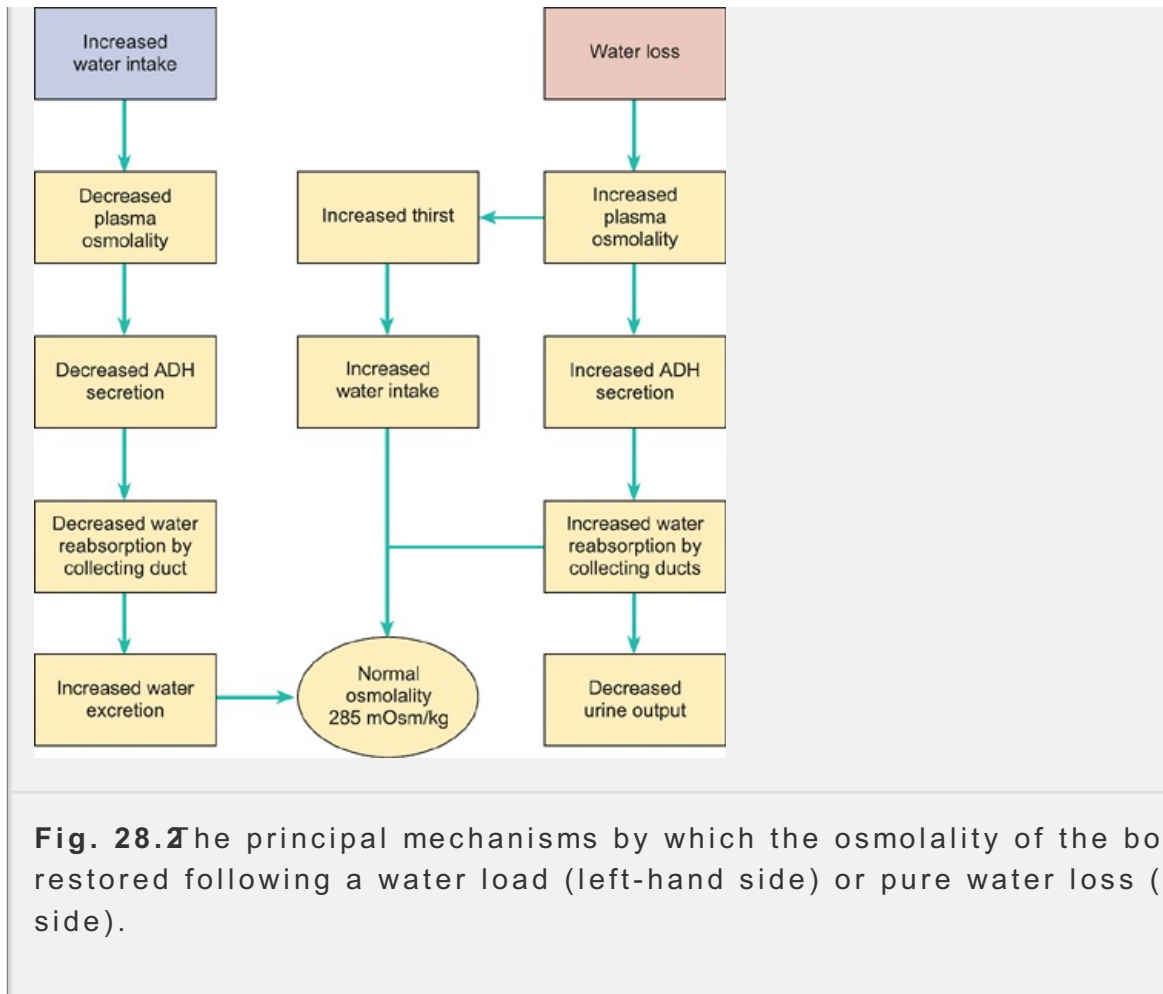 Increased
water intake
Water loss
Decreased
plasma
osmolality
Increased thirst
Increased
plasma
osmolality
Decreased ADH
secretion
Increased
water intake
Increased ADH
secretion
Decreased water
reabsorption by
collecting duct
Increased water
reabsorption by
collecting ducts
Increased water
excretion
Normal
osmolality
285 mOsm/kg
Decreased
urine output
Fig. 28.2 The principal mechanisms by which the osmolality of the bo
restored following a water load (left-hand side) or pure water loss (
side).